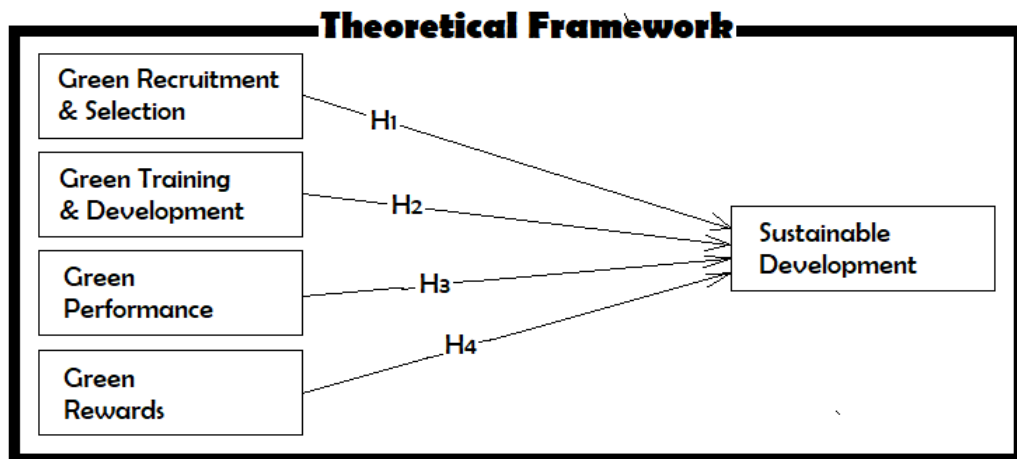 Theoretical Framework
Green Recruitment
& Selection
H1
Green Training
& Development
H2
Green
Performance
H3
Green
Rewards
H4
Sustainable
Development